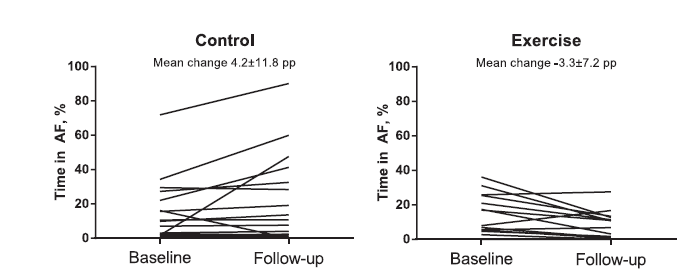 Control
Mean change 4.2±11.8 pp
Time in AF, %
100
80
60
40
20
0
Baseline
Follow-up
Exercise
Mean change -3.3±7.2 pp
Time in AF, %
100
80
60
40
20
0
Baseline
Follow-up